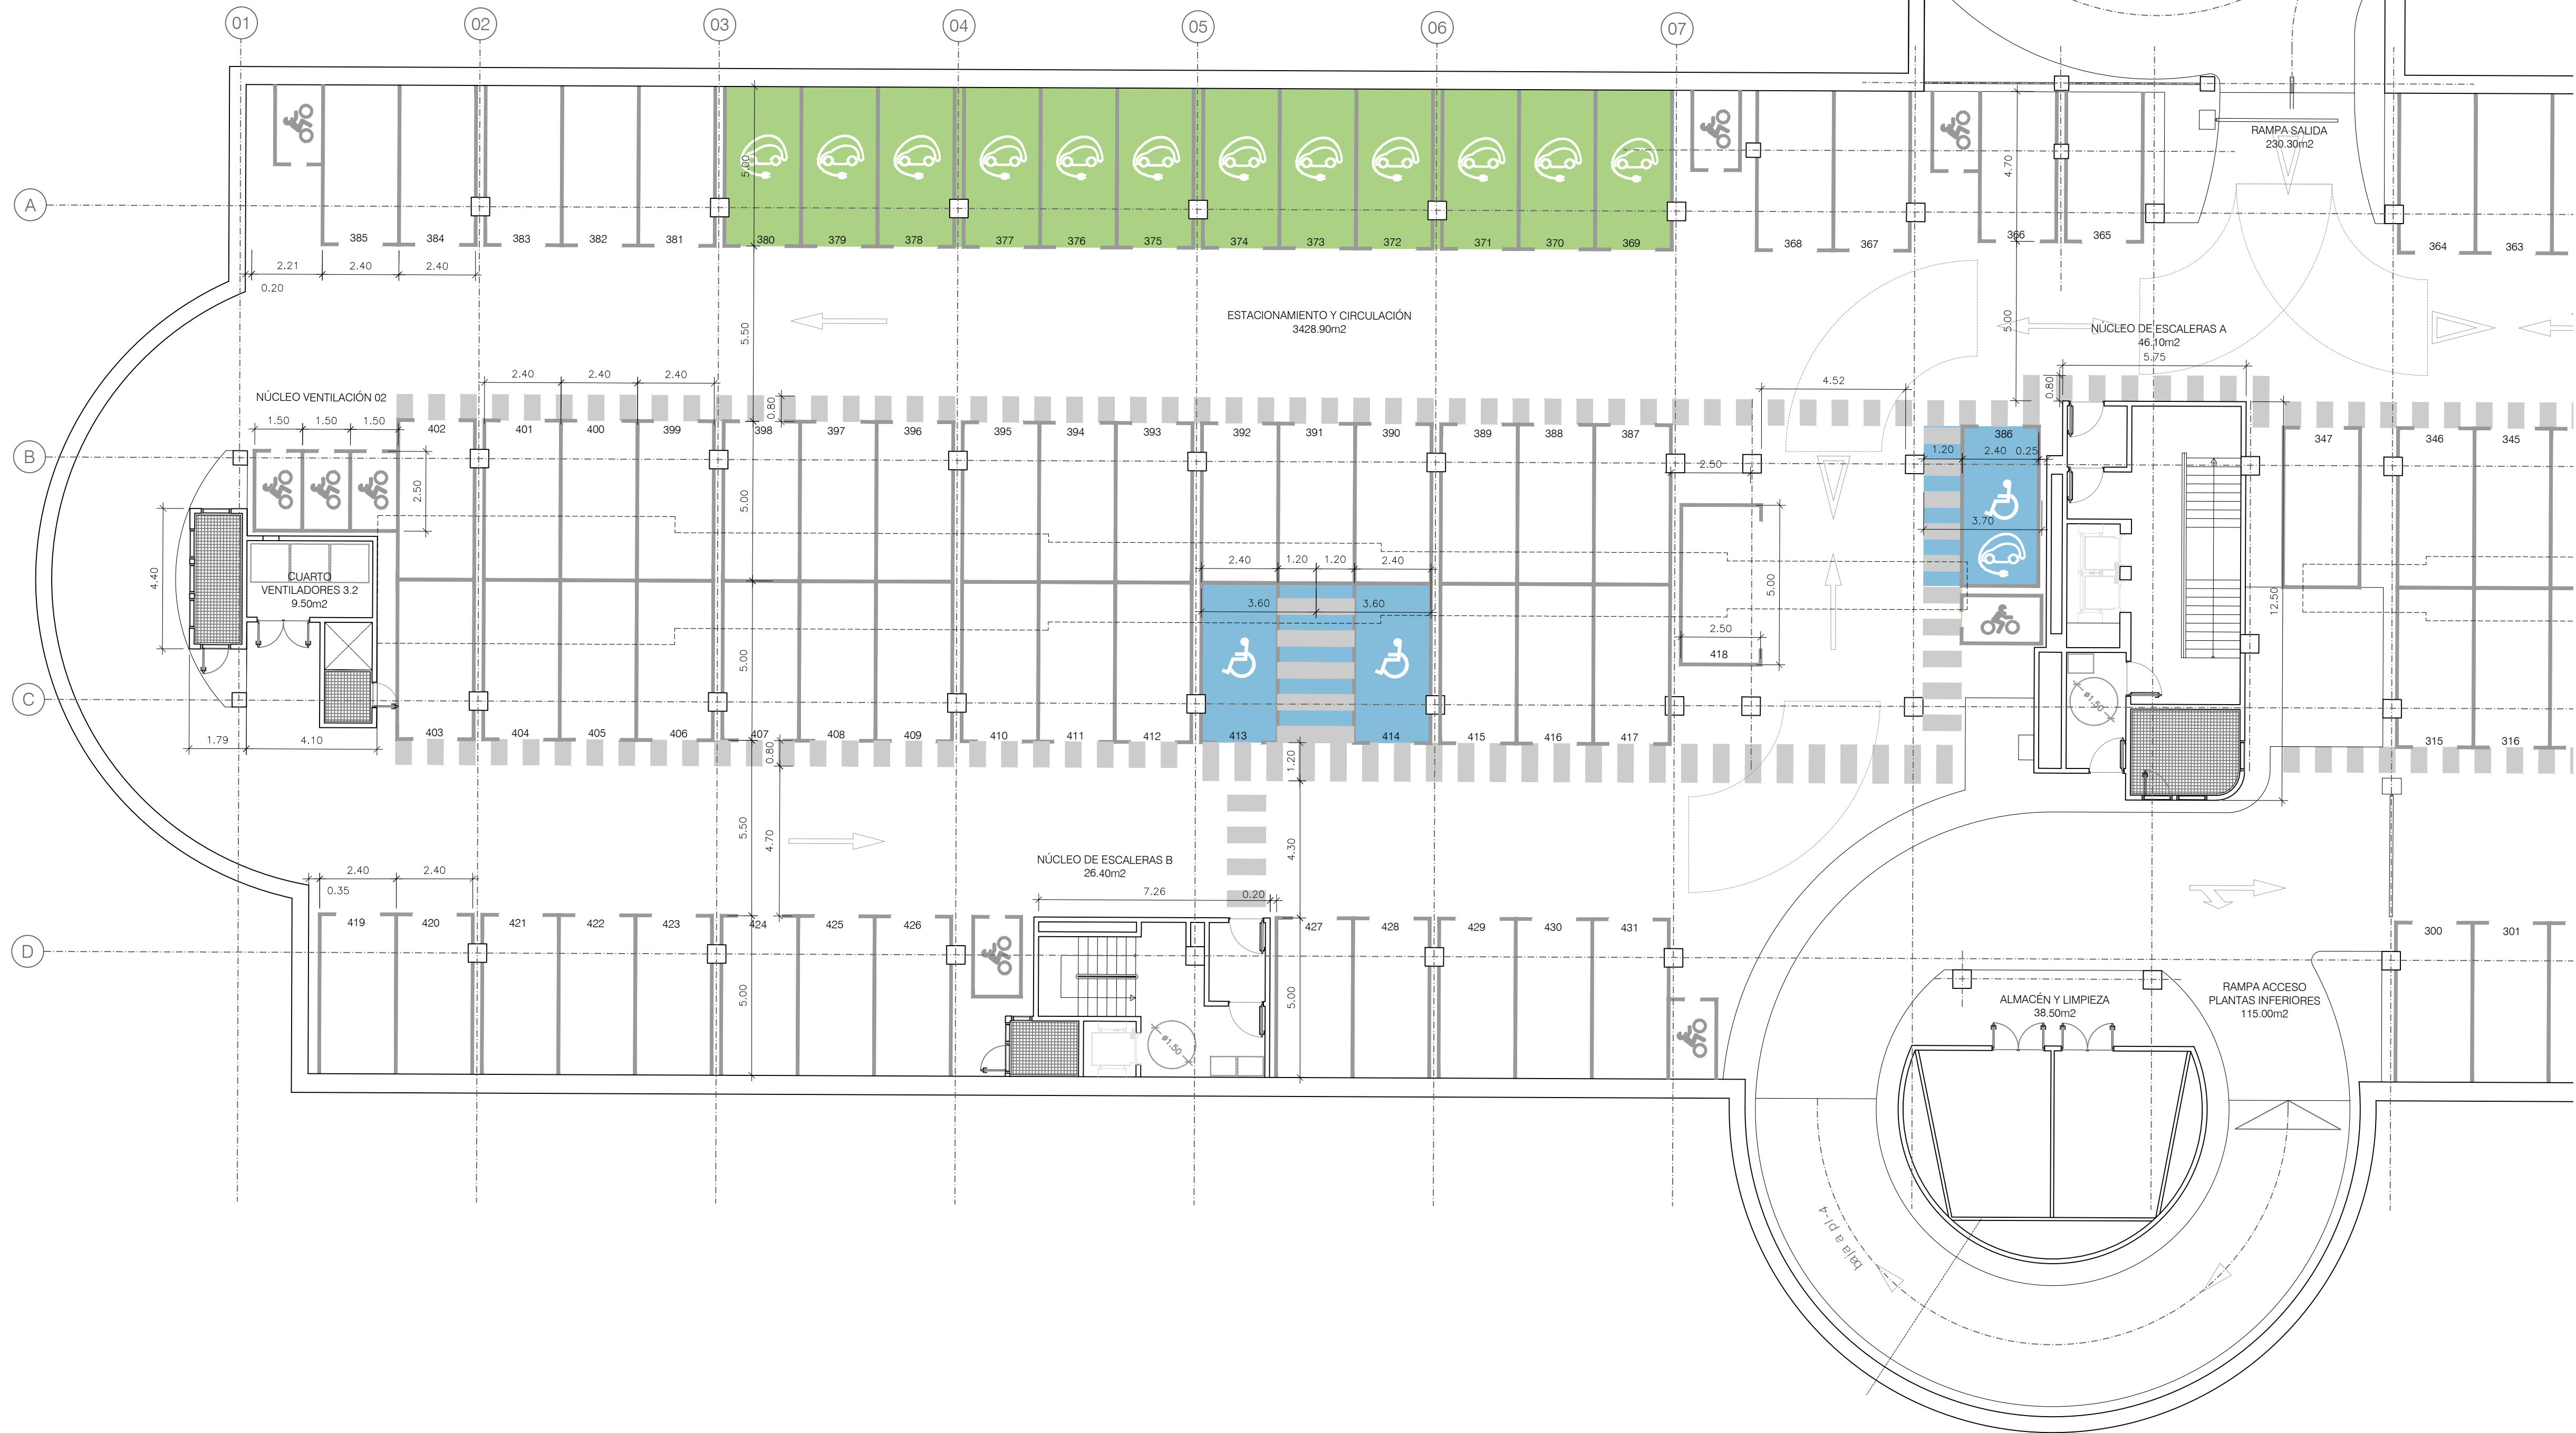 01 02 03 04 05 06 07
A
RAMPA SALIDA
230.30m2
5.00
4.70
385 384 383 382 381 380 379 378 377 376 375 374 373 372 371 370 369 368 367 366 365 364 363
2.21 2.40 2.40
0.20
ESTACIONAMIENTO Y CIRCULACIÓN
3428.90m2
5.50
5.00
NÚCLEO DE ESCALERAS A
46.10m2
5.75
NÚCLEO VENTILACIÓN 02
2.40 2.40 2.40
0.80
4.52
0.80
1.50 1.50 1.50
402 401 400 399 398 397 396 395 394 393 392 391 390 389 388 387 386 347 346 345
B
2.50
5.00
2.50
1.20 2.40 0.25
3.70
4.40
CUARTO
VENTILADORES 3.2
9.50m2
2.40 1.20 1.20 2.40
3.60 3.60
5.00
5.00
2.50
418
12.50
C
ø1.50
1.79 4.10
403 404 405 406 407 408 409 410 411 412 413 414 415 416 417 315 316
0.80
1.20
5.50
4.70
4.30
NÚCLEO DE ESCALERAS B
26.40m2
7.26 0.20
2.40 2.40
0.35
419 420 421 422 423 424 425 426 427 428 429 430 431 300 301
D
5.00
5.00
ø1.50
ALMACÉN Y LIMPIEZA
38.50m2
RAMPA ACCESO
PLANTAS INFERIORES
115.00m2
baja a pl-4